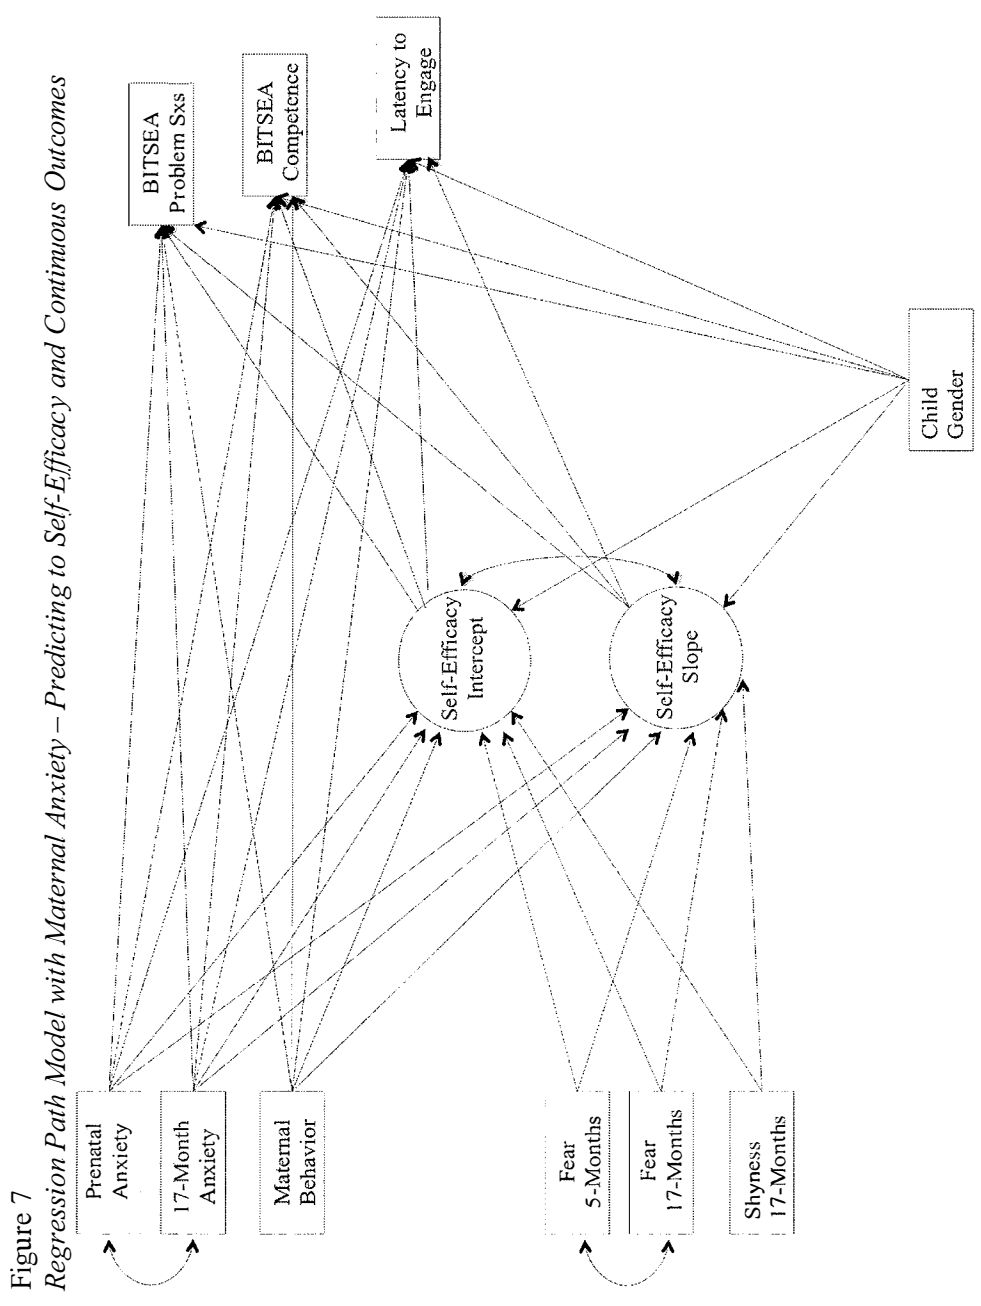 Figure 7
Regression Path Model with Maternal Anxiety – Predicting to Self-Efficacy and Continuous Outcomes
Prenatal
Anxiety
17-Month
Anxiety
Maternal
Behavior
Fear
5-Months
Fear
17-Months
Shyness
17-Months
Self-Efficacy
Intercept
Self-Efficacy
Slope
Child
Gender
BITSEA
Problem Sxs
BITSEA
Competence
Latency to
Engage